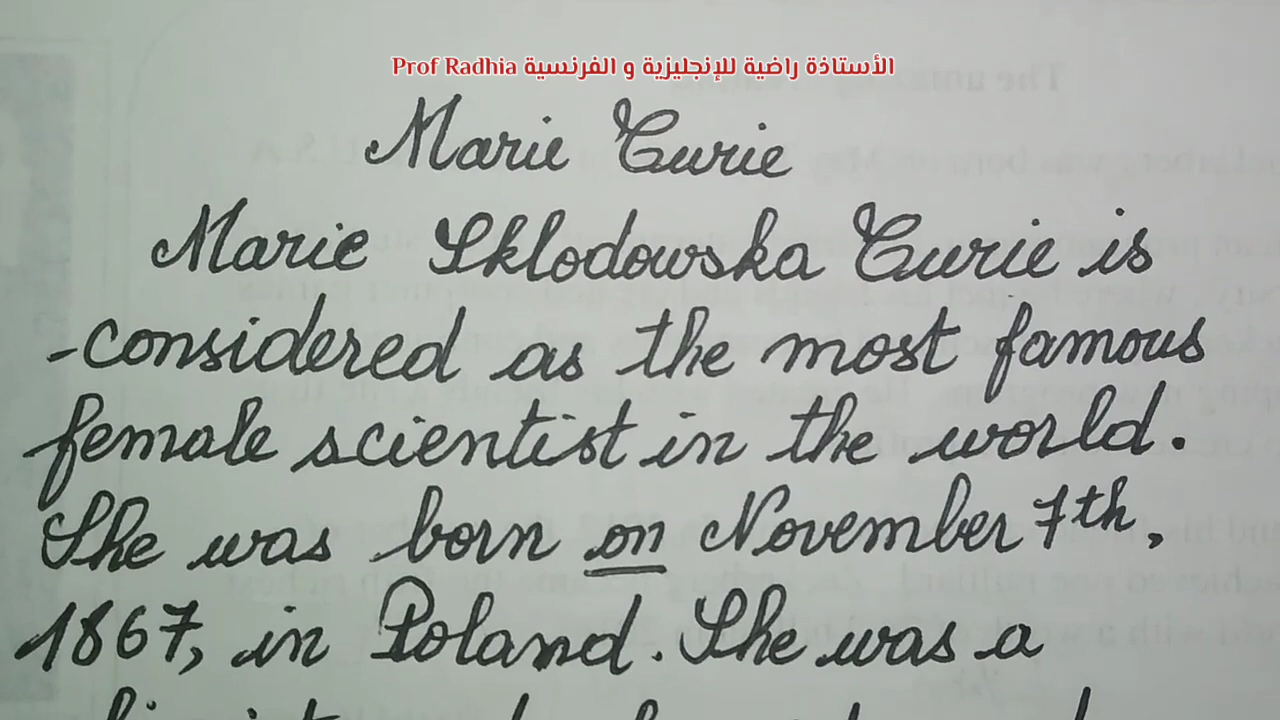 Prof Radhia الأستاذة راضية للإنجليزية و الفرنسية
Marie Curie
Marie Sklodowska Curie is
-considered as the most famous
female scientist in the world.
She was born on November 7th,
1867, in Poland. She was a